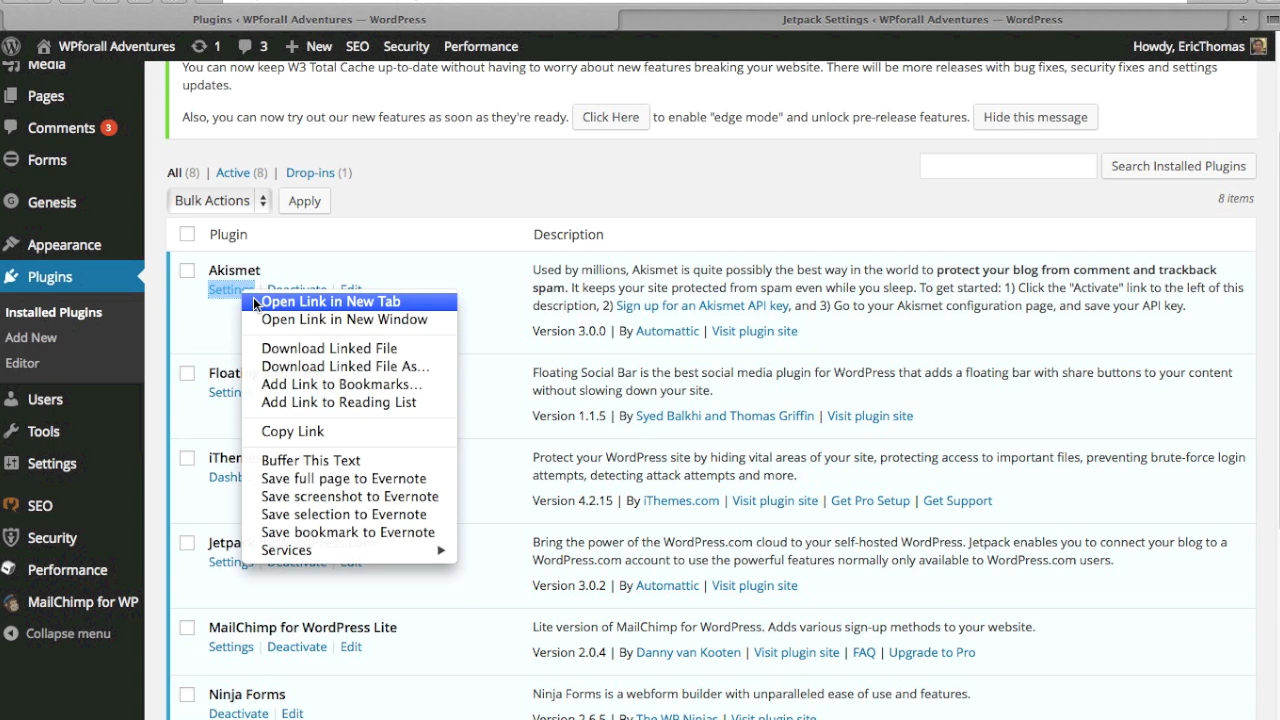 Plugins ‹ WPforall Adventures — WordPress
Jetpack Settings ‹ WPforall Adventures — WordPress
+
WPforall Adventures 1 3 + New SEO Security Performance
Howdy, EricThomas
Media
Pages
Comments 3
Forms
Genesis
Appearance
Plugins
Installed Plugins
Add New
Editor
Users
Tools
Settings
SEO
Security
Performance
MailChimp for WP
Collapse menu
You can now keep W3 Total Cache up-to-date without having to worry about new features breaking your website. There will be more releases with bug fixes, security fixes and settings
updates.
Also, you can now try out our new features as soon as they're ready. Click Here to enable "edge mode" and unlock pre-release features. Hide this message
All (8) | Active (8) | Drop-ins (1)
Search Installed Plugins
Bulk Actions Apply
8 items
Plugin Description
Akismet
Settings | Deactivate | Edit
Used by millions, Akismet is quite possibly the best way in the world to protect your blog from comment and trackback
spam. It keeps your site protected from spam even while you sleep. To get started: 1) Click the "Activate" link to the left of this
description, 2) Sign up for an Akismet API key, and 3) Go to your Akismet configuration page, and save your API key.
Version 3.0.0 | By Automattic | Visit plugin site
Open Link in New Tab
Open Link in New Window
Download Linked File
Download Linked File As...
Add Link to Bookmarks...
Add Link to Reading List
Copy Link
Buffer This Text
Save full page to Evernote
Save screenshot to Evernote
Save selection to Evernote
Save bookmark to Evernote
Services
Float
Settin
Floating Social Bar is the best social media plugin for WordPress that adds a floating bar with share buttons to your content
without slowing down your site.
Version 1.1.5 | By Syed Balkhi and Thomas Griffin | Visit plugin site
iThem
Dashb
Protect your WordPress site by hiding vital areas of your site, protecting access to important files, preventing brute-force login
attempts, detecting attack attempts and more.
Version 4.2.15 | By iThemes.com | Visit plugin site | Get Pro Setup | Get Support
Jetpac
Settings | Deactivate | Edit
Bring the power of the WordPress.com cloud to your self-hosted WordPress. Jetpack enables you to connect your blog to a
WordPress.com account to use the powerful features normally only available to WordPress.com users.
Version 3.0.2 | By Automattic | Visit plugin site
MailChimp for WordPress Lite
Settings | Deactivate | Edit
Lite version of MailChimp for WordPress. Adds various sign-up methods to your website.
Version 2.0.4 | By Danny van Kooten | Visit plugin site | FAQ | Upgrade to Pro
Ninja Forms
Deactivate | Edit
Ninja Forms is a webform builder with unparalleled ease of use and features.
Version 2.6.5 | By The WP Ninjas | Visit plugin site